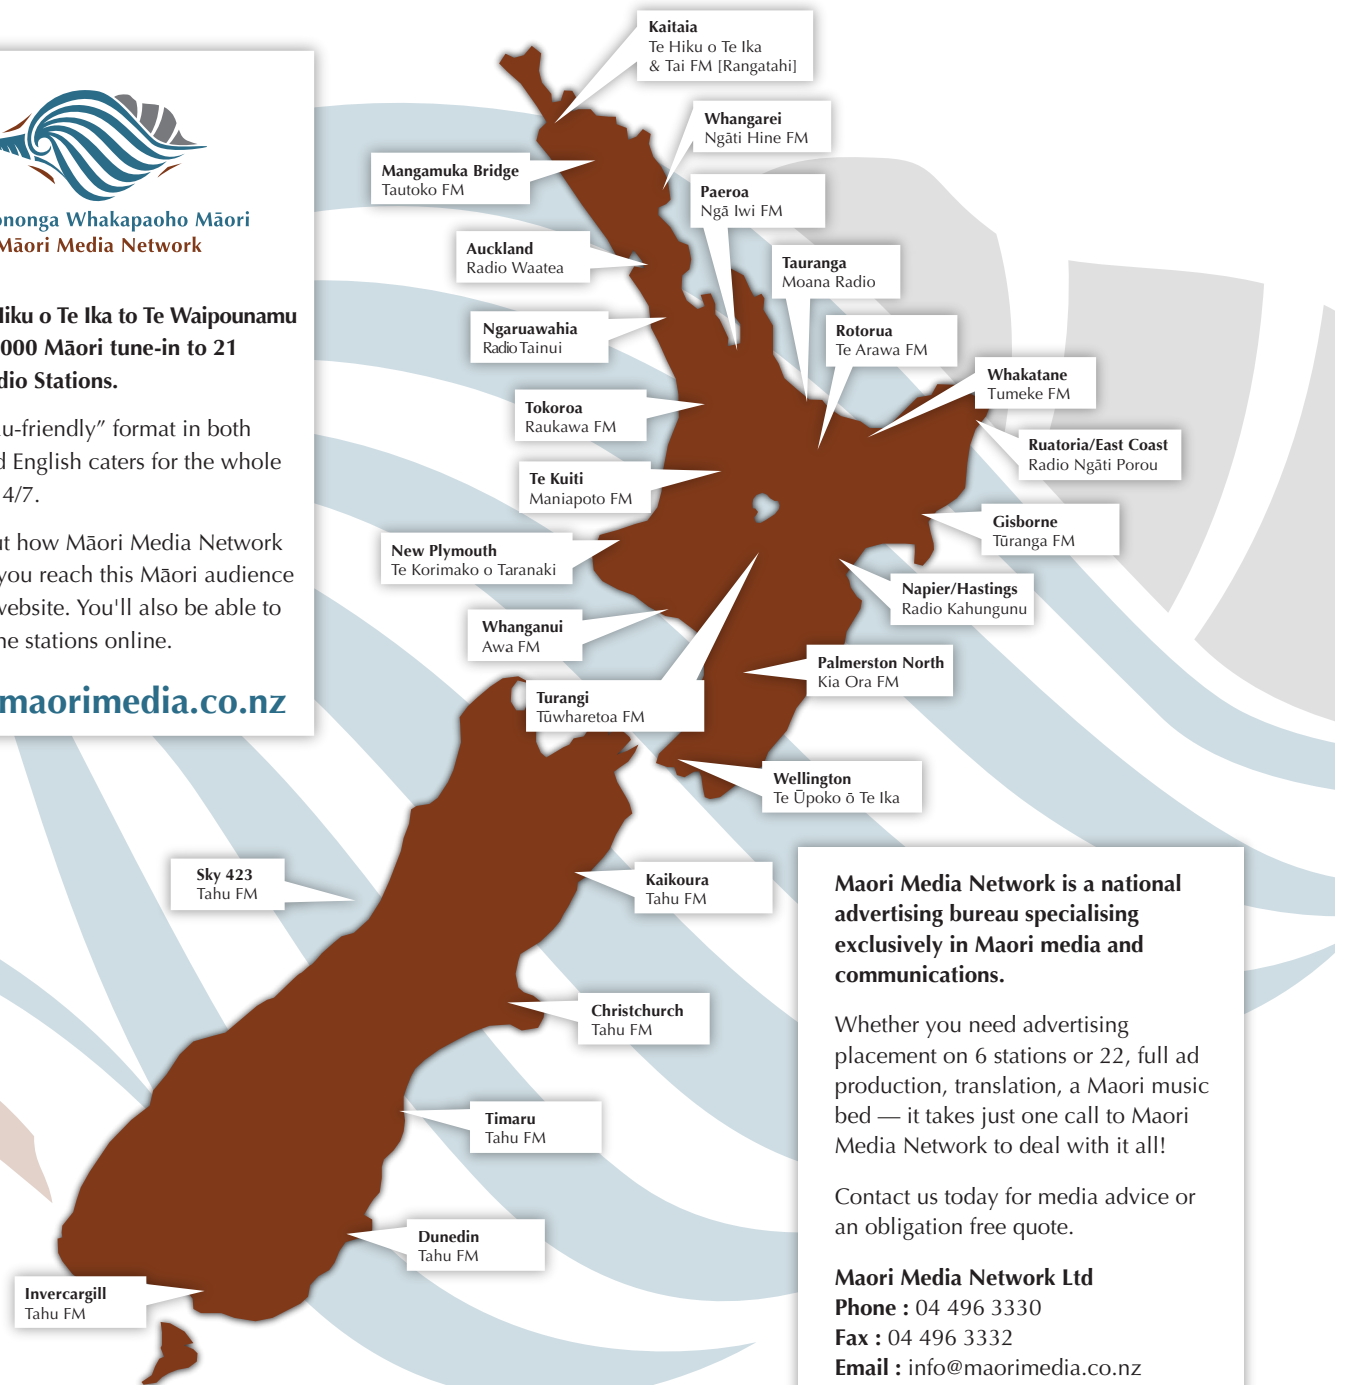 Whakapaoho Māori
Māori Media Network
Hiku o Te Ika to Te Waipounamu
000 Māori tune-in to 21
Stations.
friendly” format in both
English caters for the whole
4/7.
how Māori Media Network
you reach this Māori audience
website. You'll also be able to
stations online.
maorimedia.co.nz
Kaitaia
Te Hiku o Te Ika
& Tai FM [Rangatahi]
Whangarei
Ngāti Hine FM
Mangamuka Bridge
Tautoko FM
Paeroa
Ngā Iwi FM
Auckland
Radio Waatea
Tauranga
Moana Radio
Ngaruawahia
Radio Tainui
Rotorua
Te Arawa FM
Whakatane
Tumeke FM
Tokoroa
Raukawa FM
Ruatoria/East Coast
Radio Ngāti Porou
Te Kuiti
Maniapoto FM
Gisborne
Tūranga FM
New Plymouth
Te Korimako o Taranaki
Napier/Hastings
Radio Kahungunu
Whanganui
Awa FM
Palmerston North
Kia Ora FM
Turangi
Tūwharetoa FM
Wellington
Te Ūpoko ō Te Ika
Sky 423
Tahu FM
Kaikoura
Tahu FM
Christchurch
Tahu FM
Timaru
Tahu FM
Dunedin
Tahu FM
Invercargill
Tahu FM
Maori Media Network is a national
advertising bureau specialising
exclusively in Maori media and
communications.
Whether you need advertising
placement on 6 stations or 22, full ad
production, translation, a Maori music
bed — it takes just one call to Maori
Media Network to deal with it all!
Contact us today for media advice or
an obligation free quote.
Maori Media Network Ltd
Phone : 04 496 3330
Fax : 04 496 3332
Email : info@maorimedia.co.nz